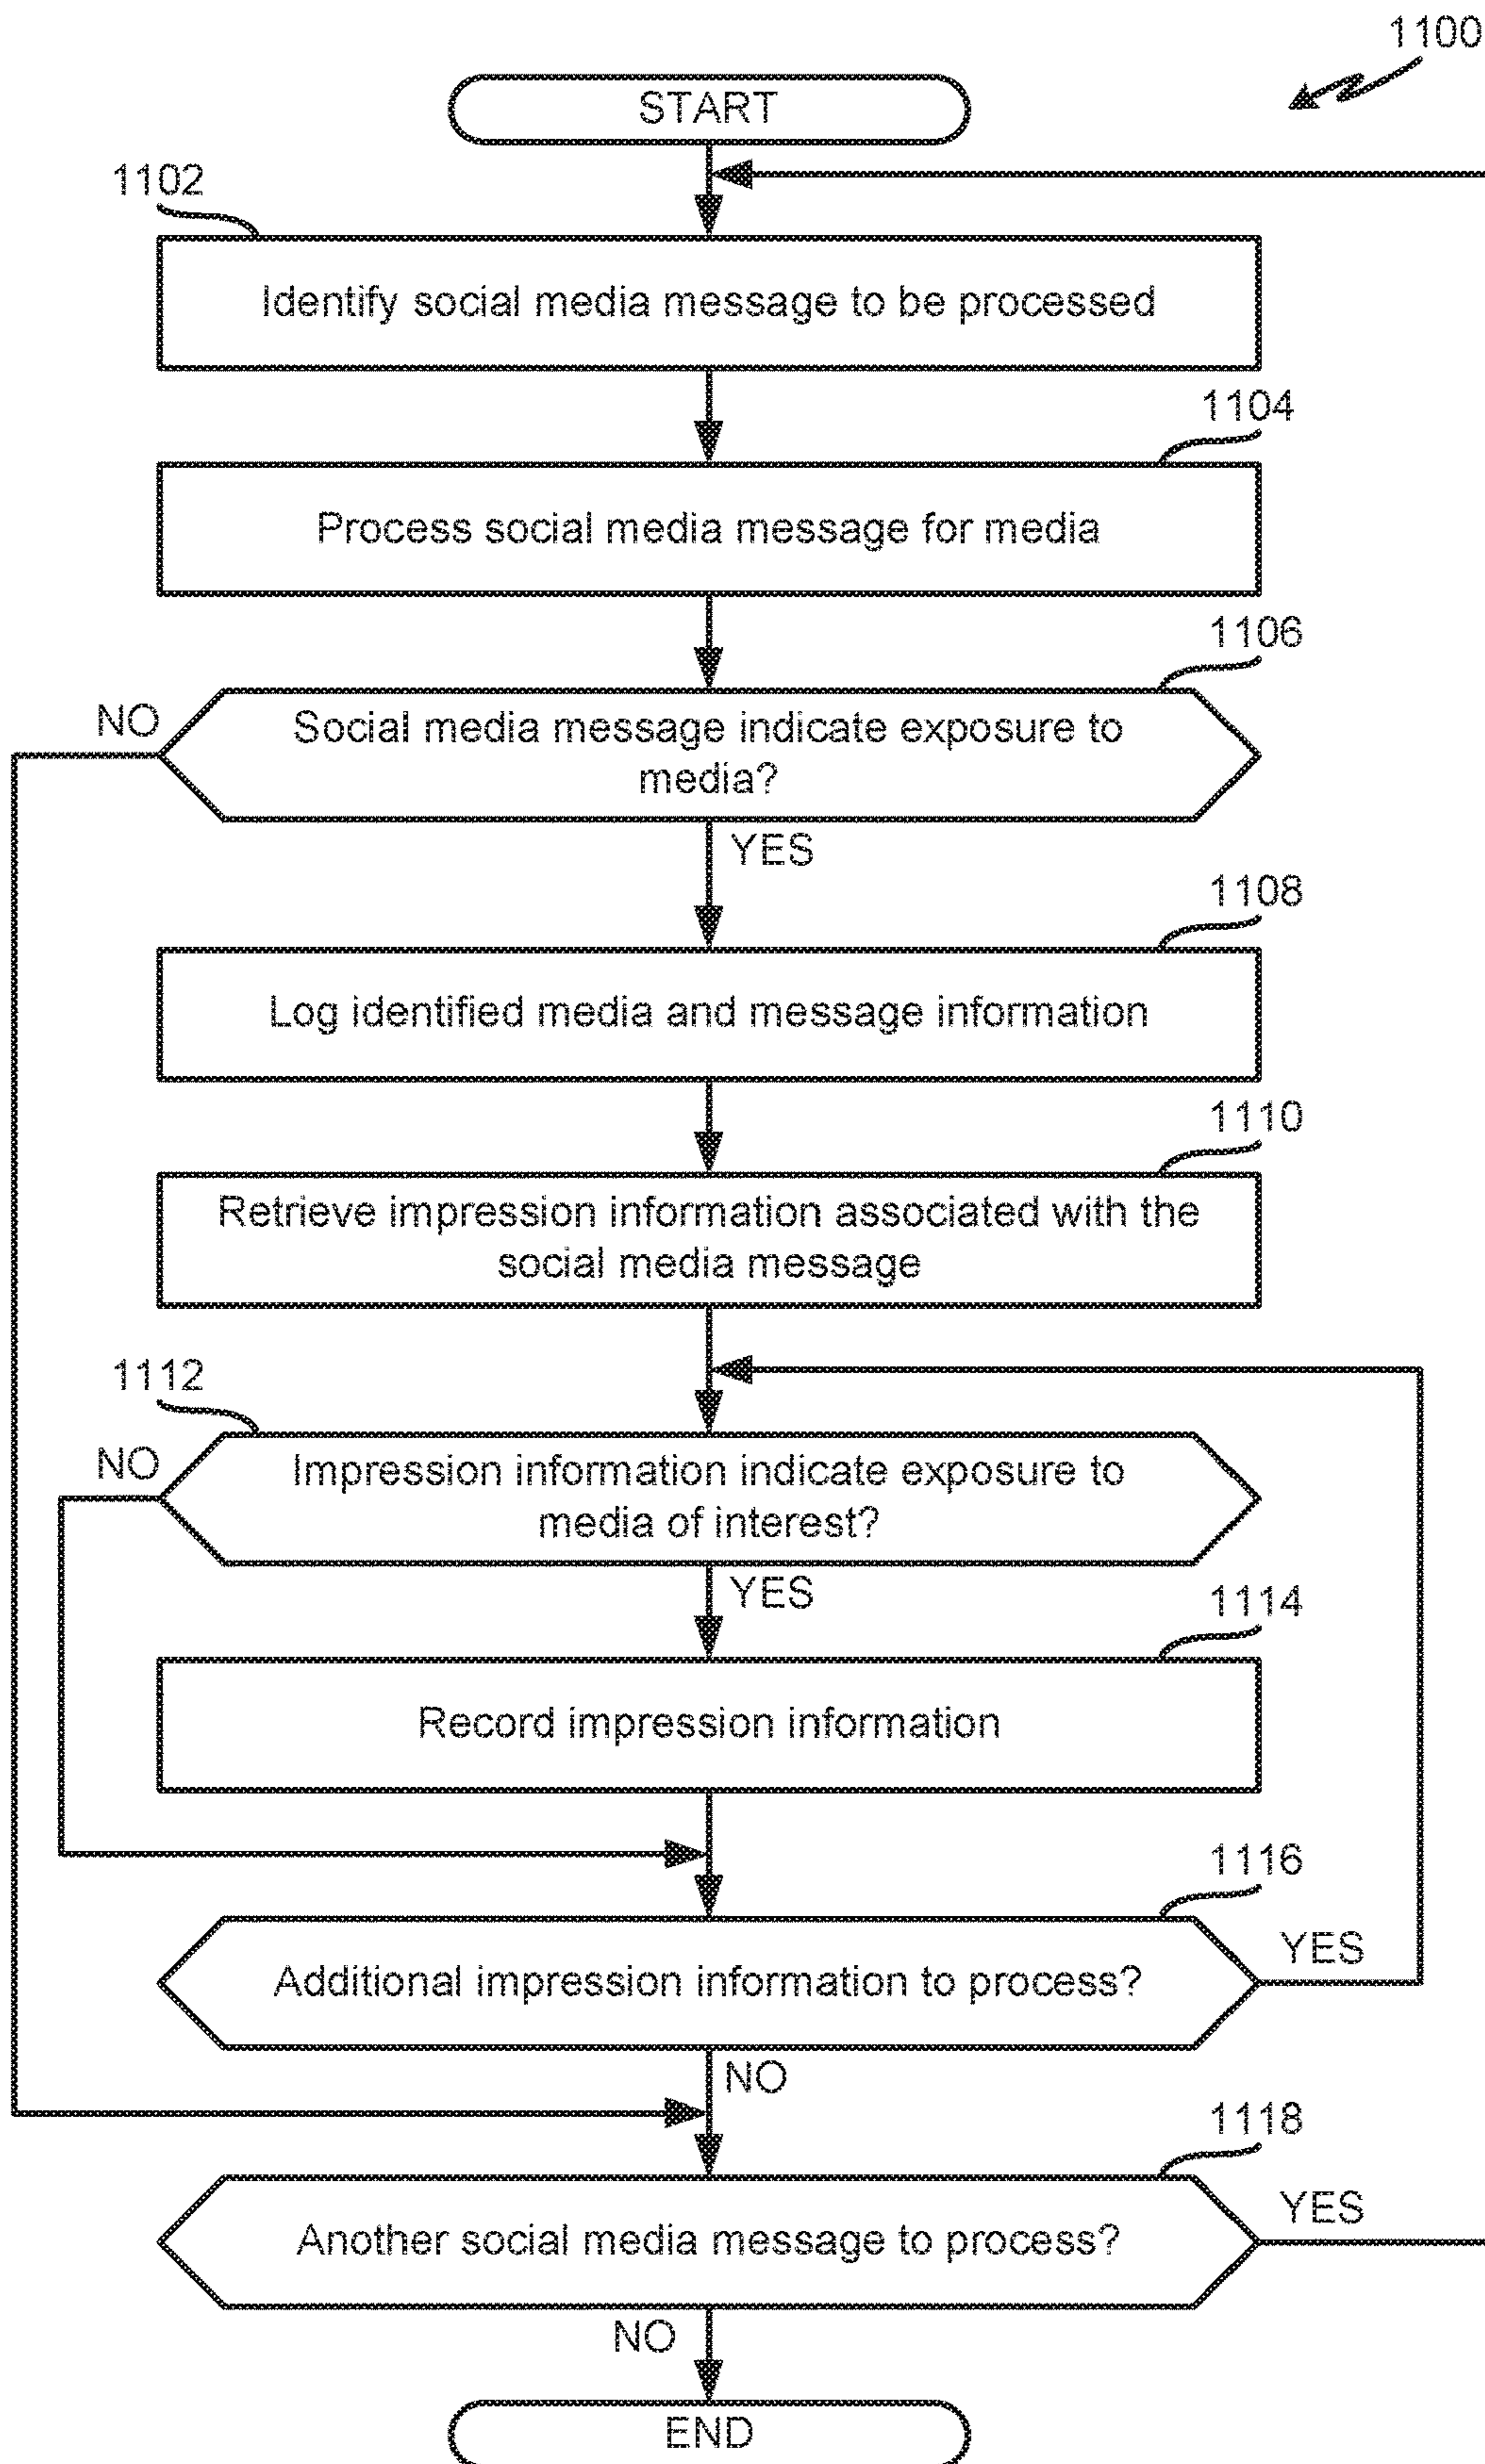 1100
START
1102
Identify social media message to be processed
1104
Process social media message for media
1106
NO
Social media message indicate exposure to
media?
YES
1108
Log identified media and message information
1110
Retrieve impression information associated with the
social media message
1112
NO
Impression information indicate exposure to
media of interest?
YES
1114
Record impression information
1116
YES
Additional impression information to process?
NO
1118
YES
Another social media message to process?
NO
END